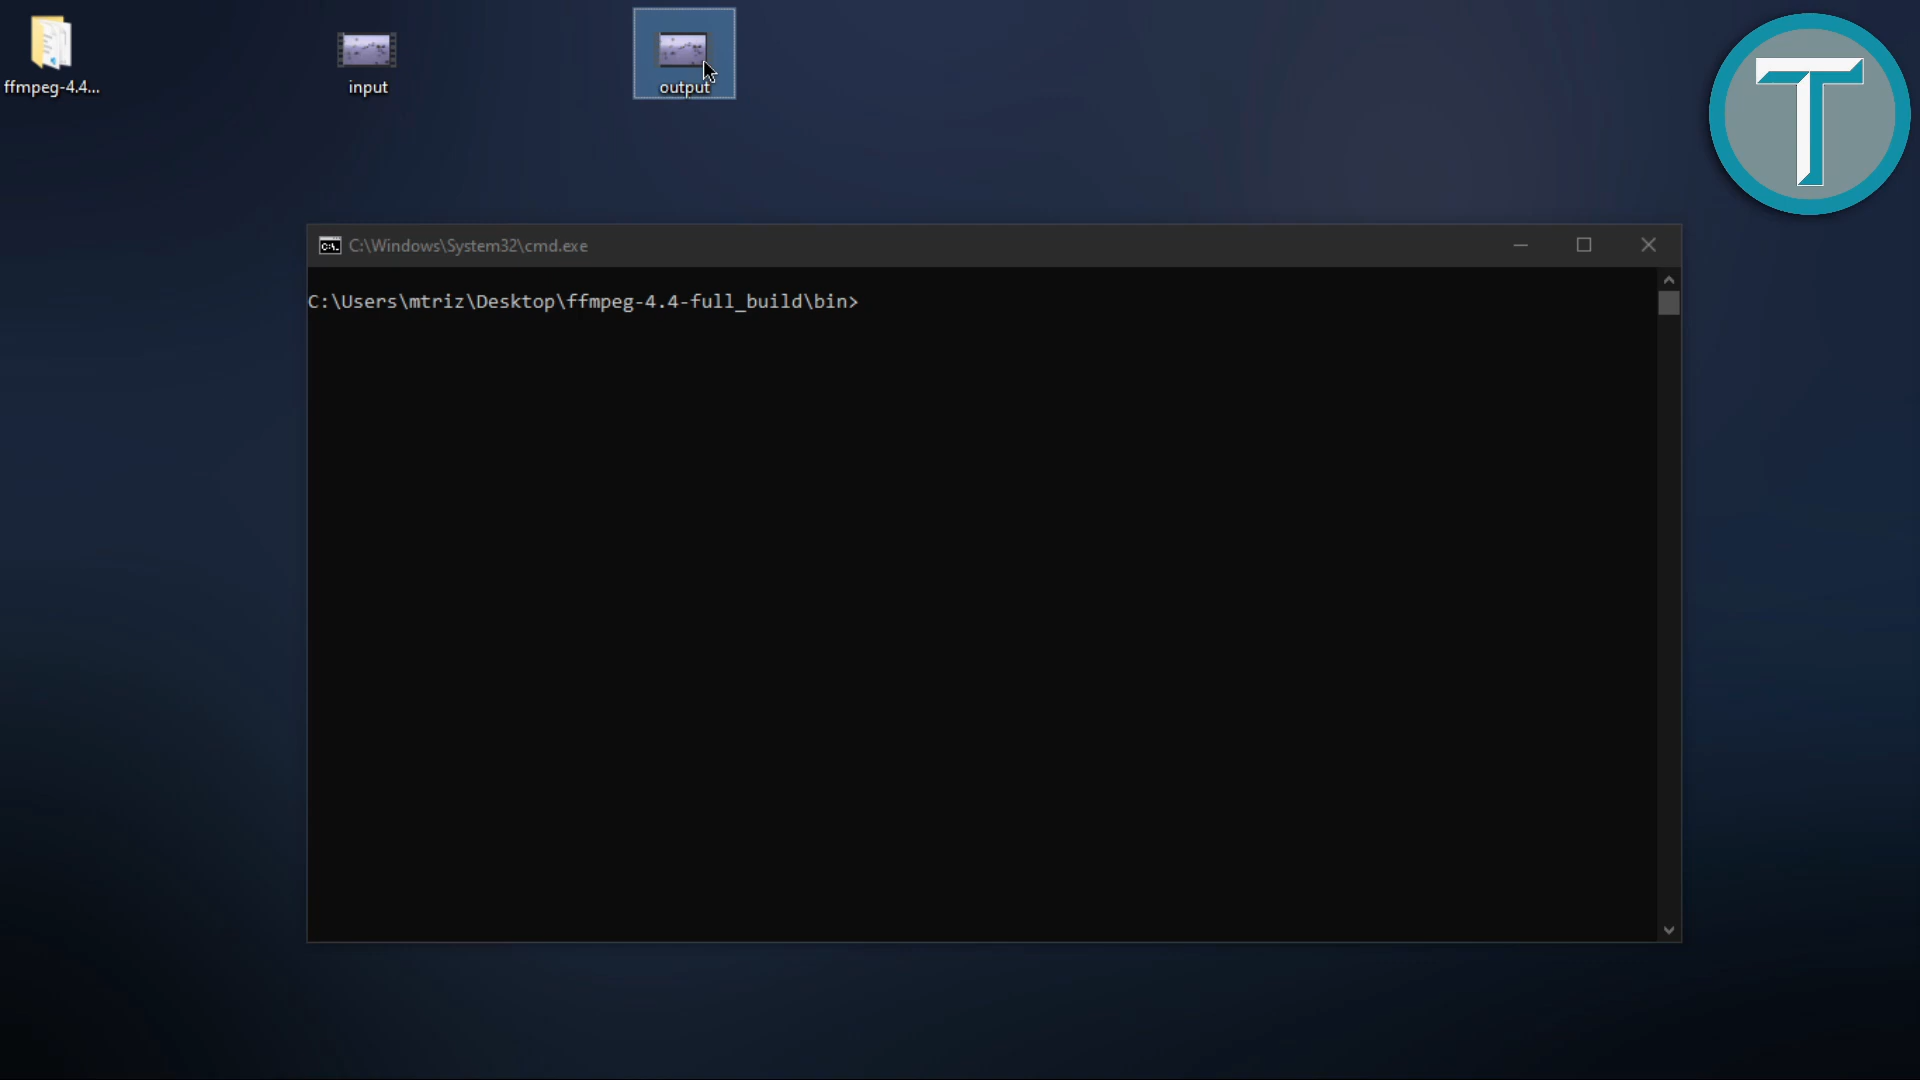 ffmpeg-4.4...
input
output
T
C:\Windows\System32\cmd.exe
C:\Users\mtriz\Desktop\ffmpeg-4.4-full_build\bin>